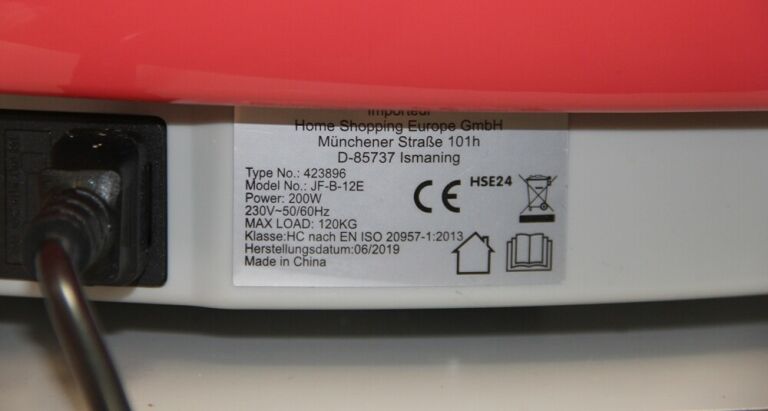 Importeur
Home Shopping Europe GmbH
Münchener Straße 101h
D-85737 Ismaning
Type No.: 423896
Model No.: JF-B-12E
Power: 200W
230V~50/60Hz
MAX LOAD: 120KG
Klasse:HC nach EN ISO 20957-1:2013
Herstellungsdatum:06/2019
Made in China
CE
HSE24